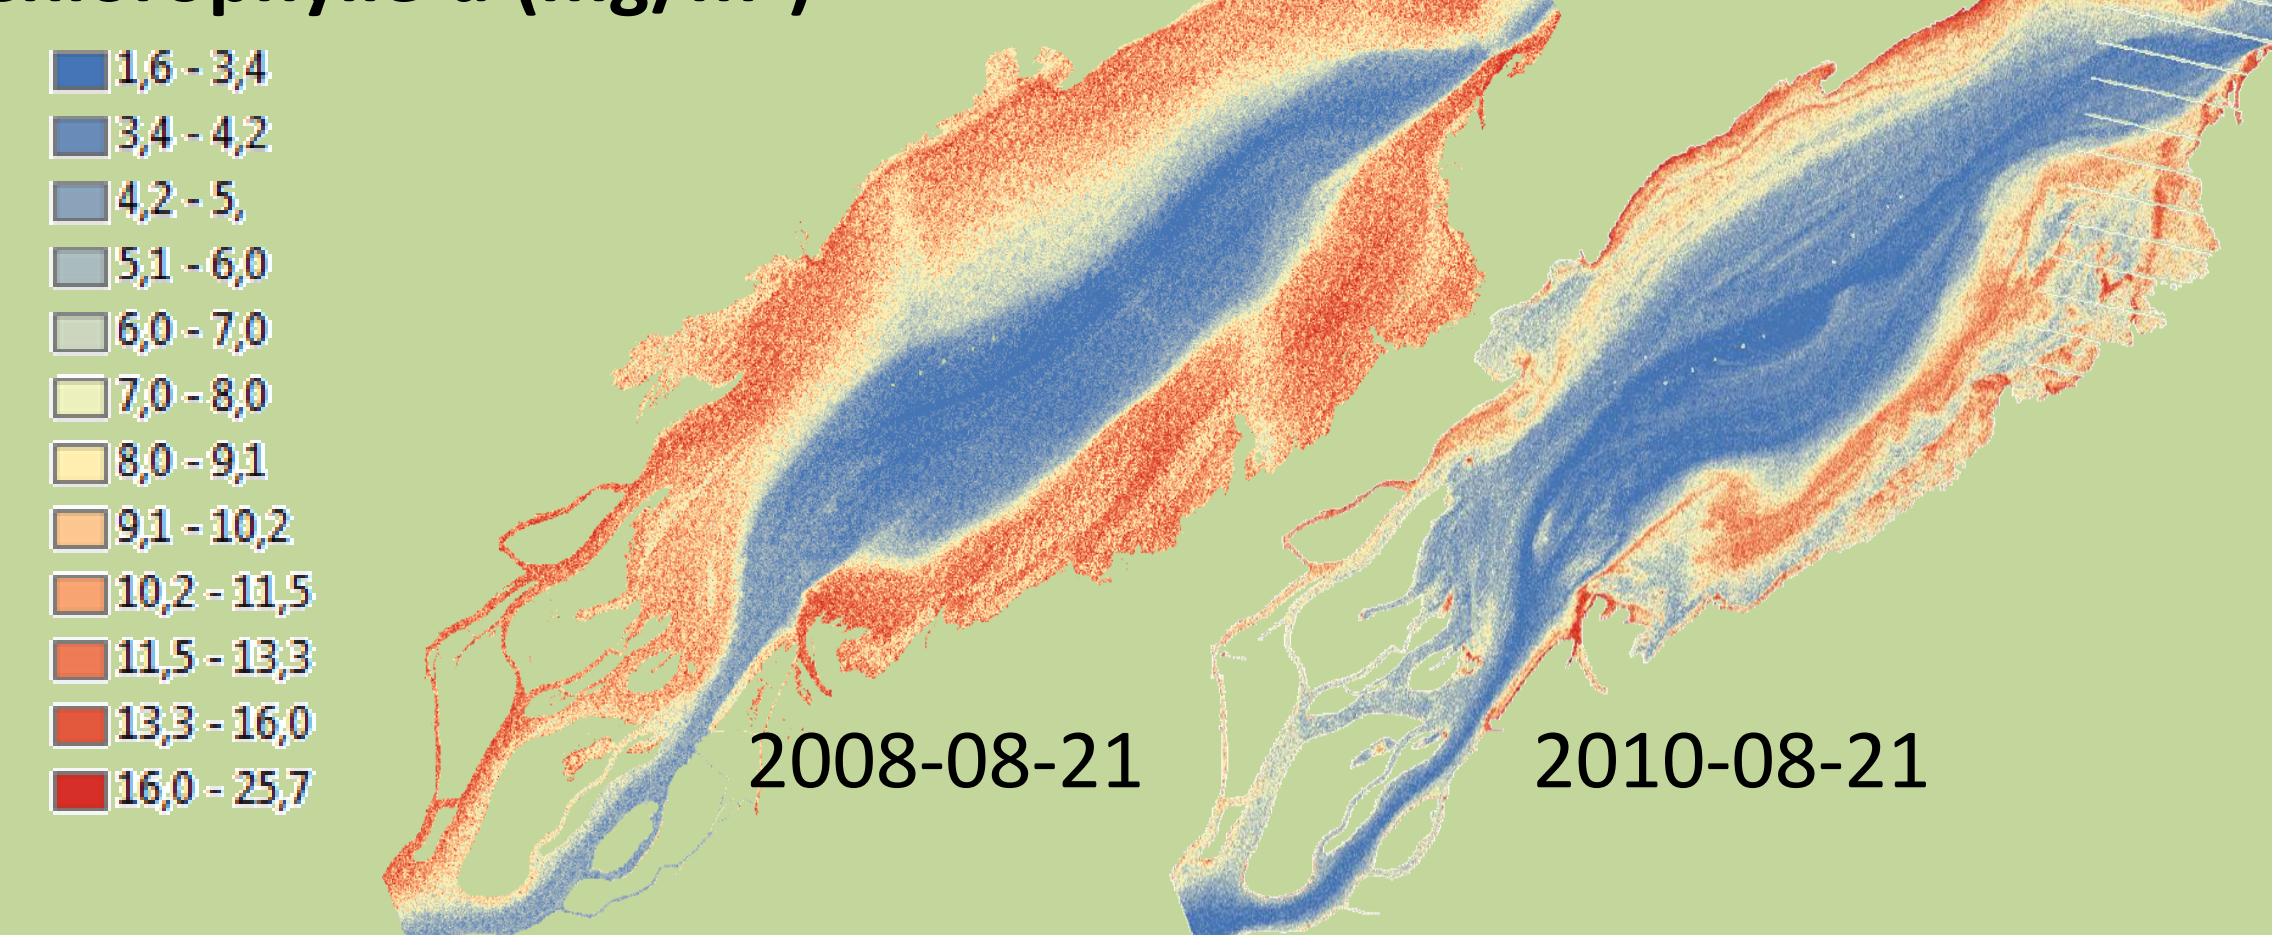 1,6 - 3,4
3,4 - 4,2
4,2 - 5,
5,1 - 6,0
6,0 - 7,0
7,0 - 8,0
8,0 - 9,1
9,1 - 10,2
10,2 - 11,5
11,5 - 13,3
13,3 - 16,0
16,0 - 25,7
2008-08-21
2010-08-21